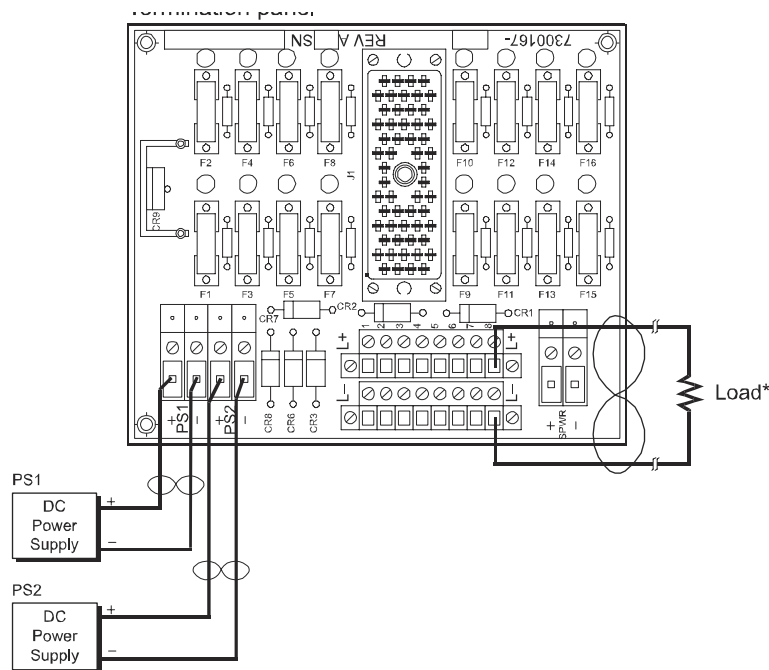 Termination panel
7300167- REV A SN
F2 F4 F6 F8 J1 F10 F12 F14 F16
CR9
F1 F3 F5 F7 F9 F11 F13 F15
CR7 CR2 CR1
1 2 3 4 5 6 7 8
L+ L+
L- L-
+ PS1 - + PS2 -
CR8 CR6 CR3
+ SPWR -
Load*
PS1
DC
Power
Supply
+
–
PS2
DC
Power
Supply
+
–